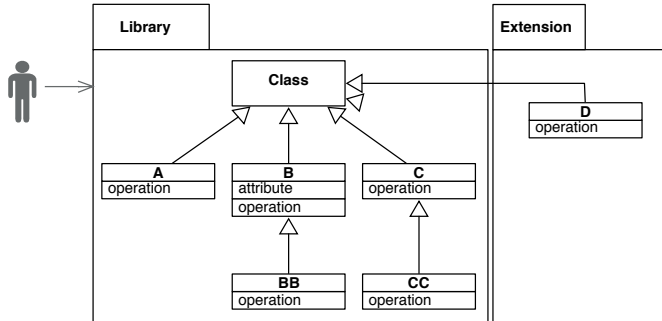 Library
Extension
Class
D
operation
A
operation
B
attribute
operation
C
operation
BB
operation
CC
operation